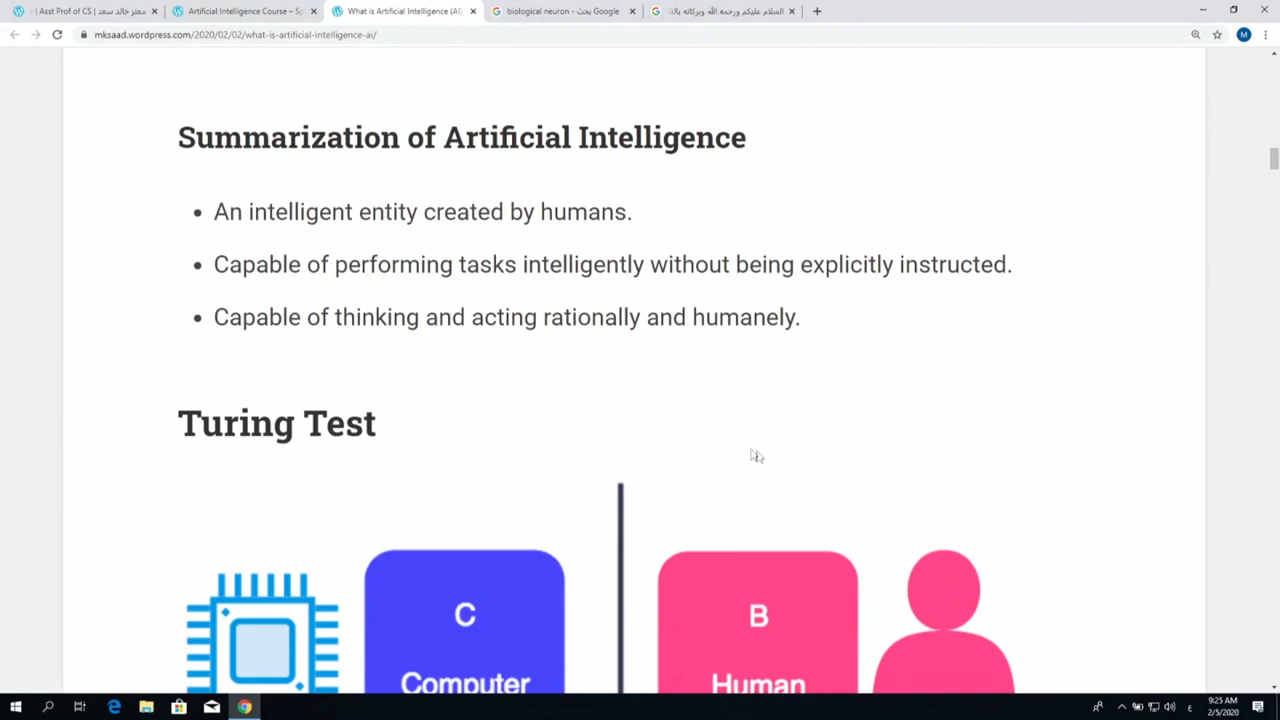 معتز خالد سعد | Asst Prof of CS |
Artificial Intelligence Course – Sp
What is Artificial Intelligence (AI)
biological neuron - بحث Google
السلام عليكم ورحمه الله وبركاته بالنا
mksaad.wordpress.com/2020/02/02/what-is-artificial-intelligence-ai/
M
Summarization of Artificial Intelligence
• An intelligent entity created by humans.
• Capable of performing tasks intelligently without being explicitly instructed.
• Capable of thinking and acting rationally and humanely.
Turing Test
C
Computer
B
Human
ع
9:25 AM
2/5/2020